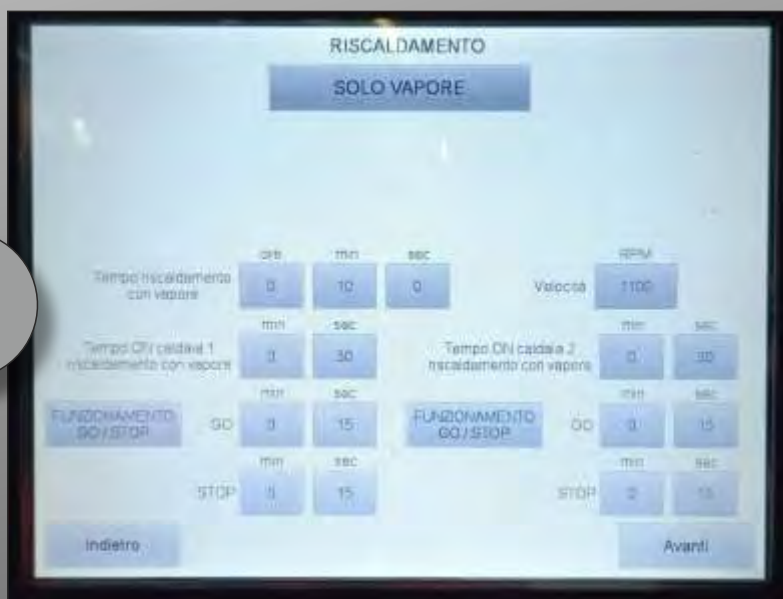 RISCALDAMENTO
SOLO VAPORE
ore min sec RPM
Tempo riscaldamento
con vapore
0 10 0
Velocità 1100
min sec min sec
Tempo ON caldaia 1
riscaldamento con vapore
0 30
Tempo ON caldaia 2
riscaldamento con vapore
0 30
min sec min sec
FUNZIONAMENTO
GO / STOP
GO 0 15
FUNZIONAMENTO
GO / STOP
GO 0 15
min sec min sec
STOP 0 15 STOP 0 15
Indietro Avanti